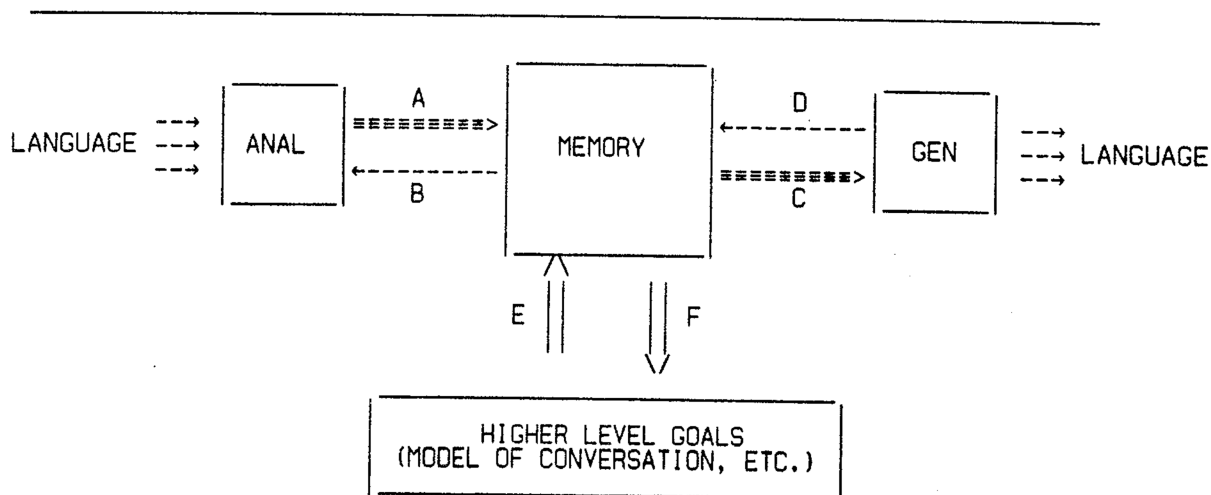 A
D
LANGUAGE
ANAL
MEMORY
GEN
LANGUAGE
B
C
E
F
HIGHER LEVEL GOALS
(MODEL OF CONVERSATION, ETC.)